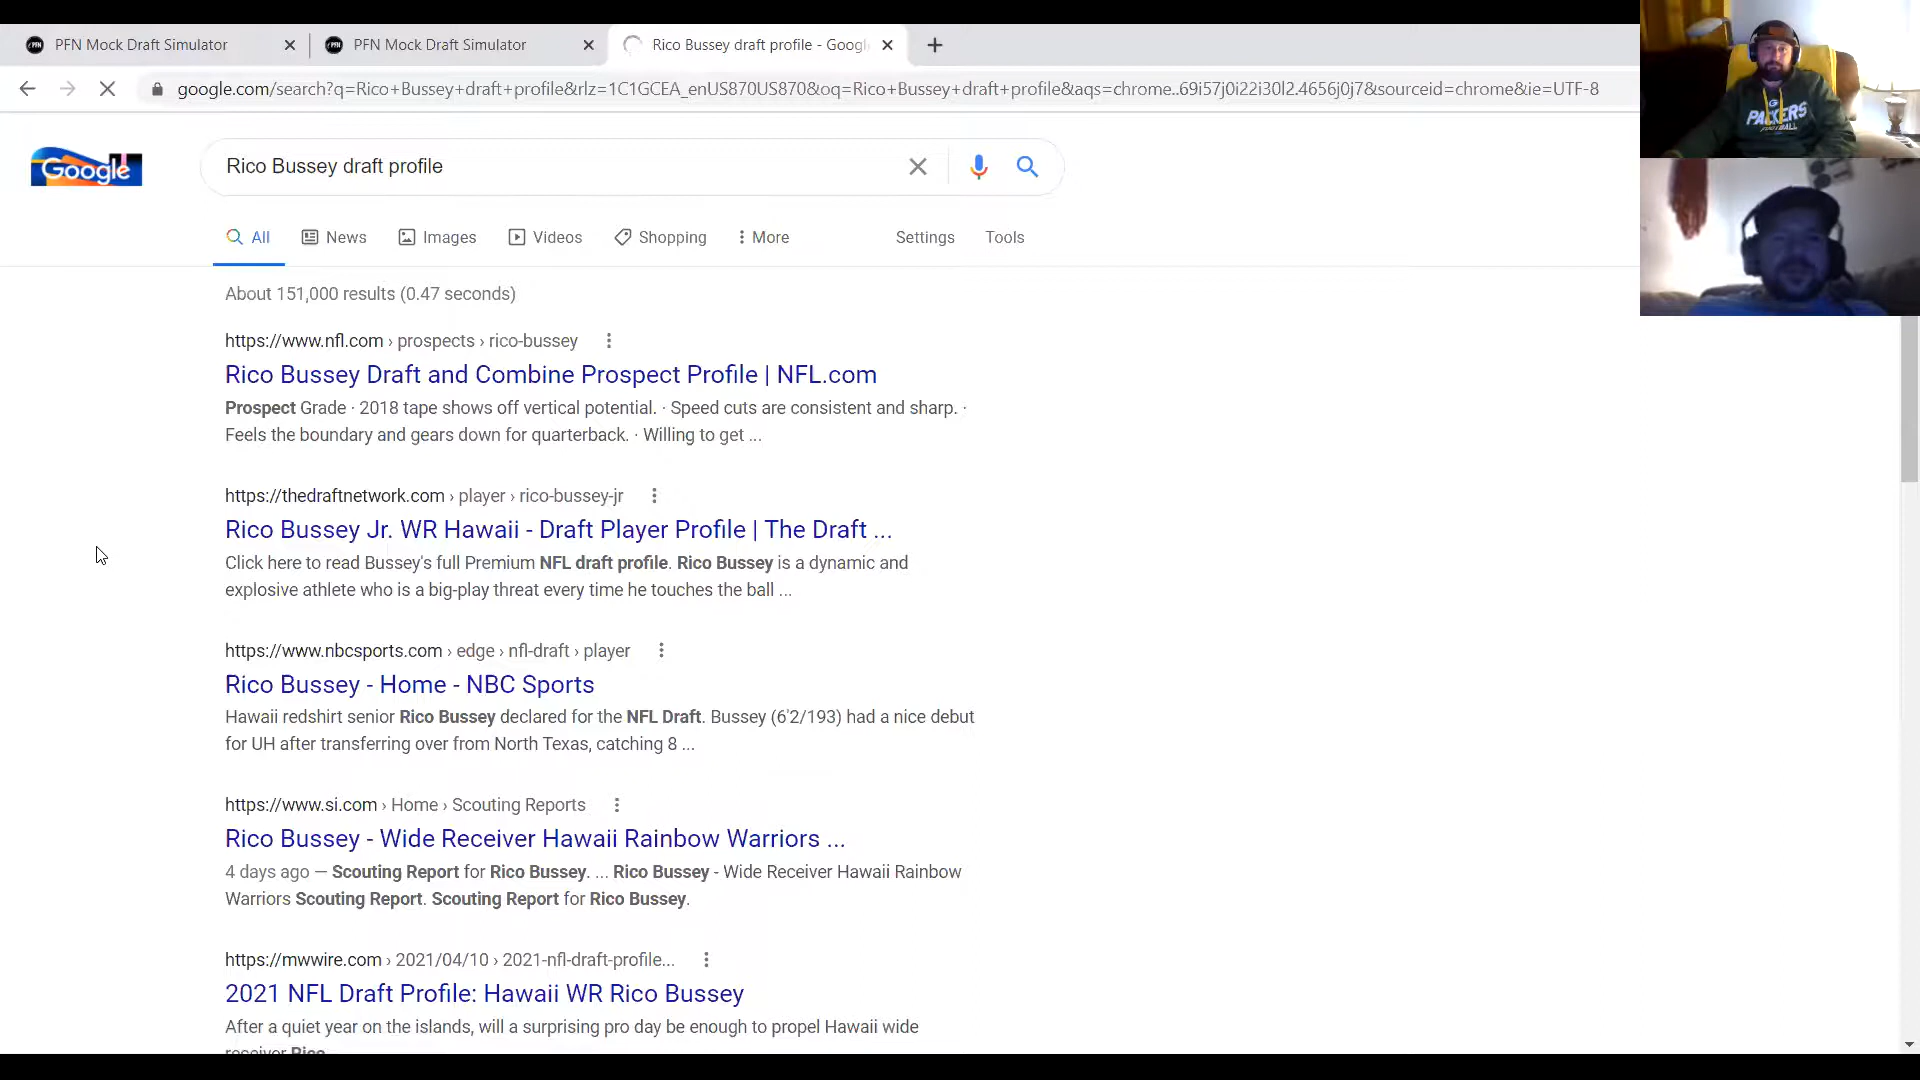 PFN Mock Draft Simulator
PFN Mock Draft Simulator
Rico Bussey draft profile - Googl
google.com/search?q=Rico+Bussey+draft+profile&rlz=1C1GCEA_enUS870US870&oq=Rico+Bussey+draft+profile&aqs=chrome..69i57j0i22i30l2.4656j0j7&sourceid=chrome&ie=UTF-8
PACKERS
FOOTBALL
Google
Rico Bussey draft profile
All
News
Images
Videos
Shopping
More
Settings
Tools
About 151,000 results (0.47 seconds)
https://www.nfl.com › prospects › rico-bussey
Rico Bussey Draft and Combine Prospect Profile | NFL.com
Prospect Grade · 2018 tape shows off vertical potential. · Speed cuts are consistent and sharp. ·
Feels the boundary and gears down for quarterback. · Willing to get ...
https://thedraftnetwork.com › player › rico-bussey-jr
Rico Bussey Jr. WR Hawaii - Draft Player Profile | The Draft ...
Click here to read Bussey's full Premium NFL draft profile. Rico Bussey is a dynamic and
explosive athlete who is a big-play threat every time he touches the ball ...
https://www.nbcsports.com › edge › nfl-draft › player
Rico Bussey - Home - NBC Sports
Hawaii redshirt senior Rico Bussey declared for the NFL Draft. Bussey (6'2/193) had a nice debut
for UH after transferring over from North Texas, catching 8 ...
https://www.si.com › Home › Scouting Reports
Rico Bussey - Wide Receiver Hawaii Rainbow Warriors ...
4 days ago — Scouting Report for Rico Bussey. ... Rico Bussey - Wide Receiver Hawaii Rainbow
Warriors Scouting Report. Scouting Report for Rico Bussey.
https://mwwire.com › 2021/04/10 › 2021-nfl-draft-profile...
2021 NFL Draft Profile: Hawaii WR Rico Bussey
After a quiet year on the islands, will a surprising pro day be enough to propel Hawaii wide
receiver Rico